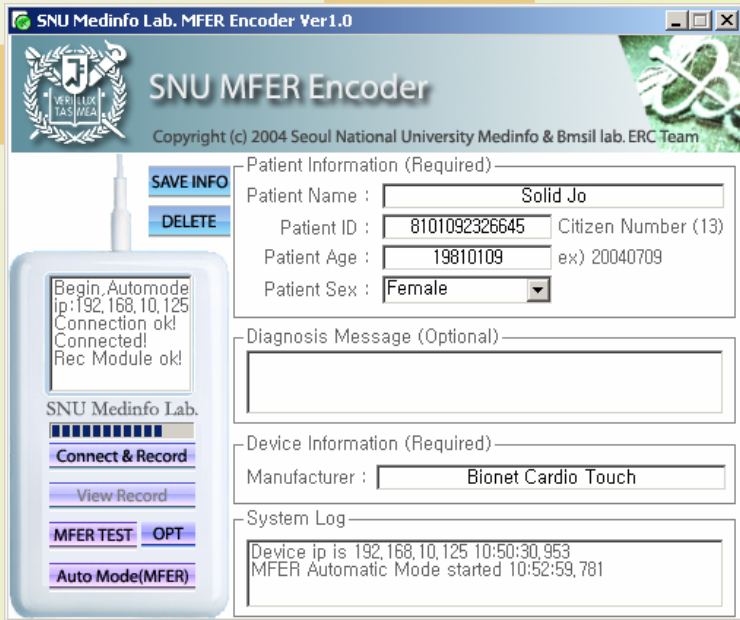 SNU Medinfo Lab. MFER Encoder Ver1.0
VERI LUX
TAS MEA
SNU MFER Encoder
Copyright (c) 2004 Seoul National University Medinfo & Bmsil lab. ERC Team
SAVE INFO
DELETE
Patient Information (Required)
Patient Name : Solid Jo
Patient ID : 8101092326645 Citizen Number (13)
Patient Age : 19810109 ex) 20040709
Patient Sex : Female
Begin,Automode
ip:192,168,10,125
Connection ok!
Connected!
Rec Module ok!
SNU Medinfo Lab.
Connect & Record
View Record
MFER TEST OPT
Auto Mode(MFER)
Diagnosis Message (Optional)
Device Information (Required)
Manufacturer : Bionet Cardio Touch
System Log
Device ip is 192,168,10,125 10:50:30,953
MFER Automatic Mode started 10:52:59,781